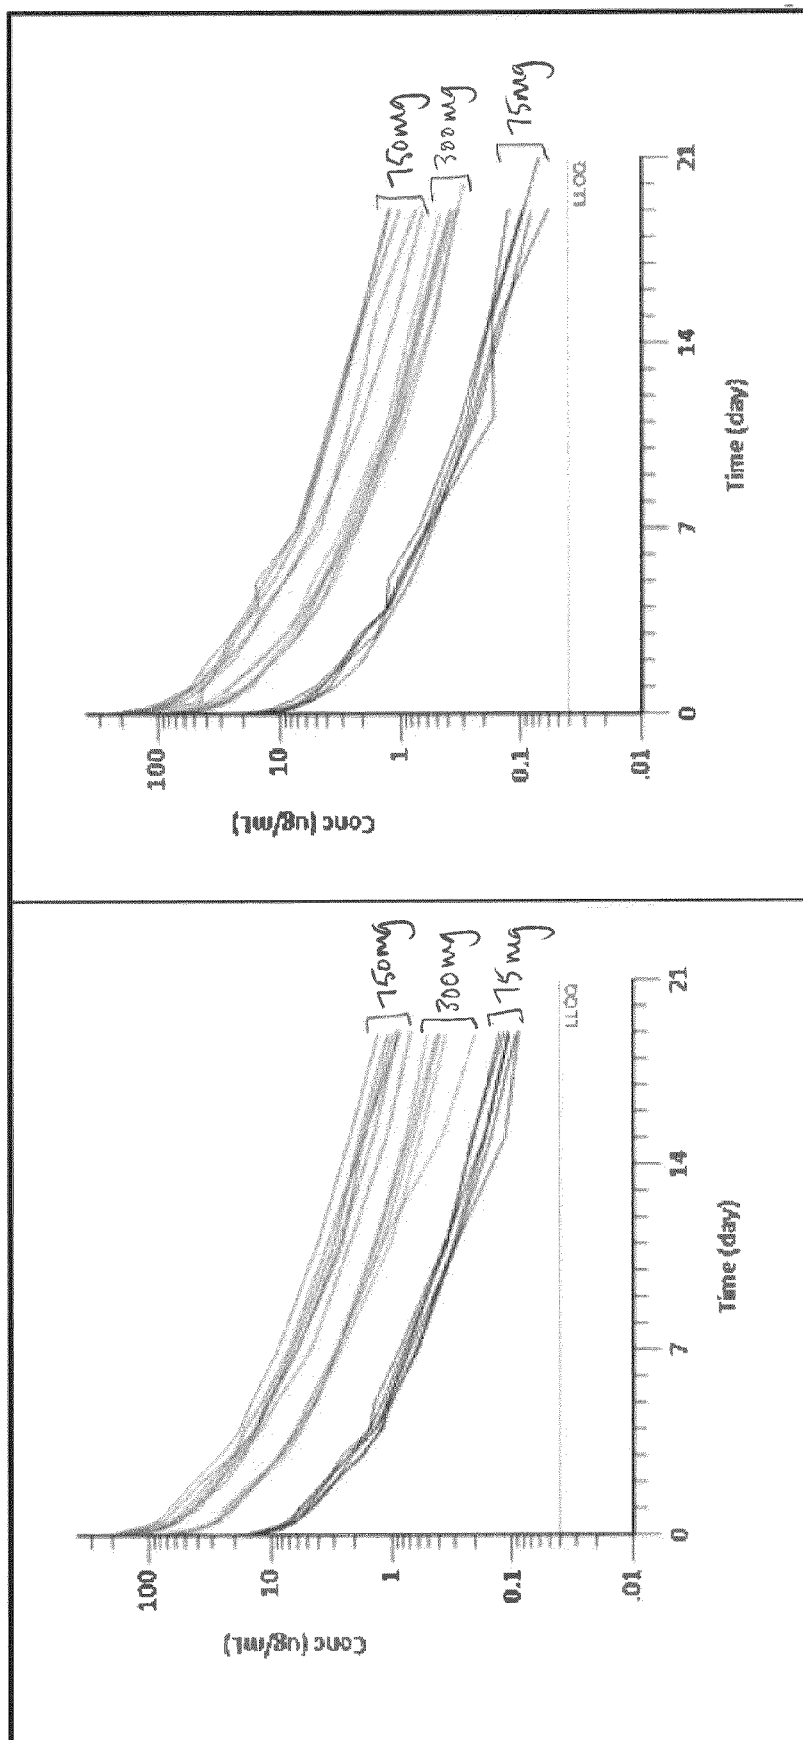 Conc (ug/mL)
100
10
1
0.1
.01
0
7
14
21
Time (day)
LLOQ
750mg
300mg
75mg
Conc (ug/mL)
100
10
1
0.1
.01
0
7
14
21
Time (day)
LLOQ
750mg
300mg
75mg